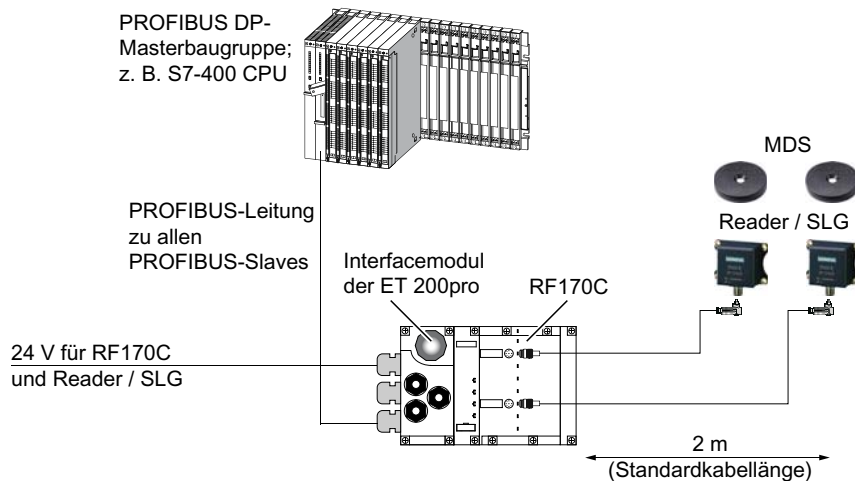 PROFIBUS DP-
Masterbaugruppe;
z. B. S7-400 CPU
MDS
PROFIBUS-Leitung
zu allen
PROFIBUS-Slaves
Reader / SLG
Interfacemodul
der ET 200pro
RF170C
24 V für RF170C
und Reader / SLG
2 m
(Standardkabellänge)